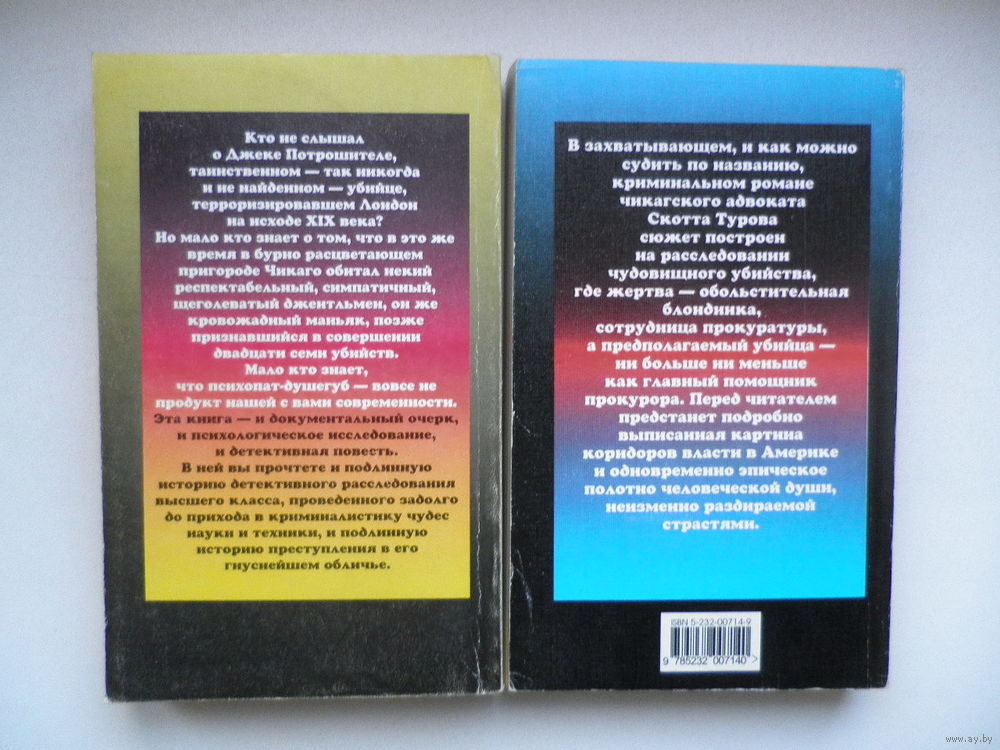 Кто не слышал
о Джеке Потрошителе,
таинственном — так никогда
и не найденном — убийце,
терроризировавшем Лондон
на исходе XIX века?
Но мало кто знает о том, что в это же
время в бурно расцветающем
пригороде Чикаго обитал некий
респектабельный, симпатичный,
щеголеватый джентльмен, он же
кровожадный маньяк, позже
признавшийся в совершении
двадцати семи убийств.
Мало кто знает,
что психопат-душегуб — вовсе не
продукт нашей с вами современности.
Эта книга — и документальный очерк,
и психологическое исследование,
и детективная повесть.
В ней вы прочтете и подлинную
историю детективного расследования
высшего класса, проведенного задолго
до прихода в криминалистику чудес
науки и техники, и подлинную
историю преступления в его
гнуснейшем обличье.
В захватывающем, и как можно
судить по названию,
криминальном романе
чикагского адвоката
Скотта Турова
сюжет построен
на расследовании
чудовищного убийства,
где жертва — обольстительная
блондинка,
сотрудница прокуратуры,
а предполагаемый убийца —
ни больше ни меньше
как главный помощник
прокурора. Перед читателем
предстанет подробно
выписанная картина
коридоров власти в Америке
и одновременно эпическое
полотно человеческой души,
неизменно раздираемой
страстями.
ISBN 5-232-00714-9
9 785232 007140 >
www.ay.by